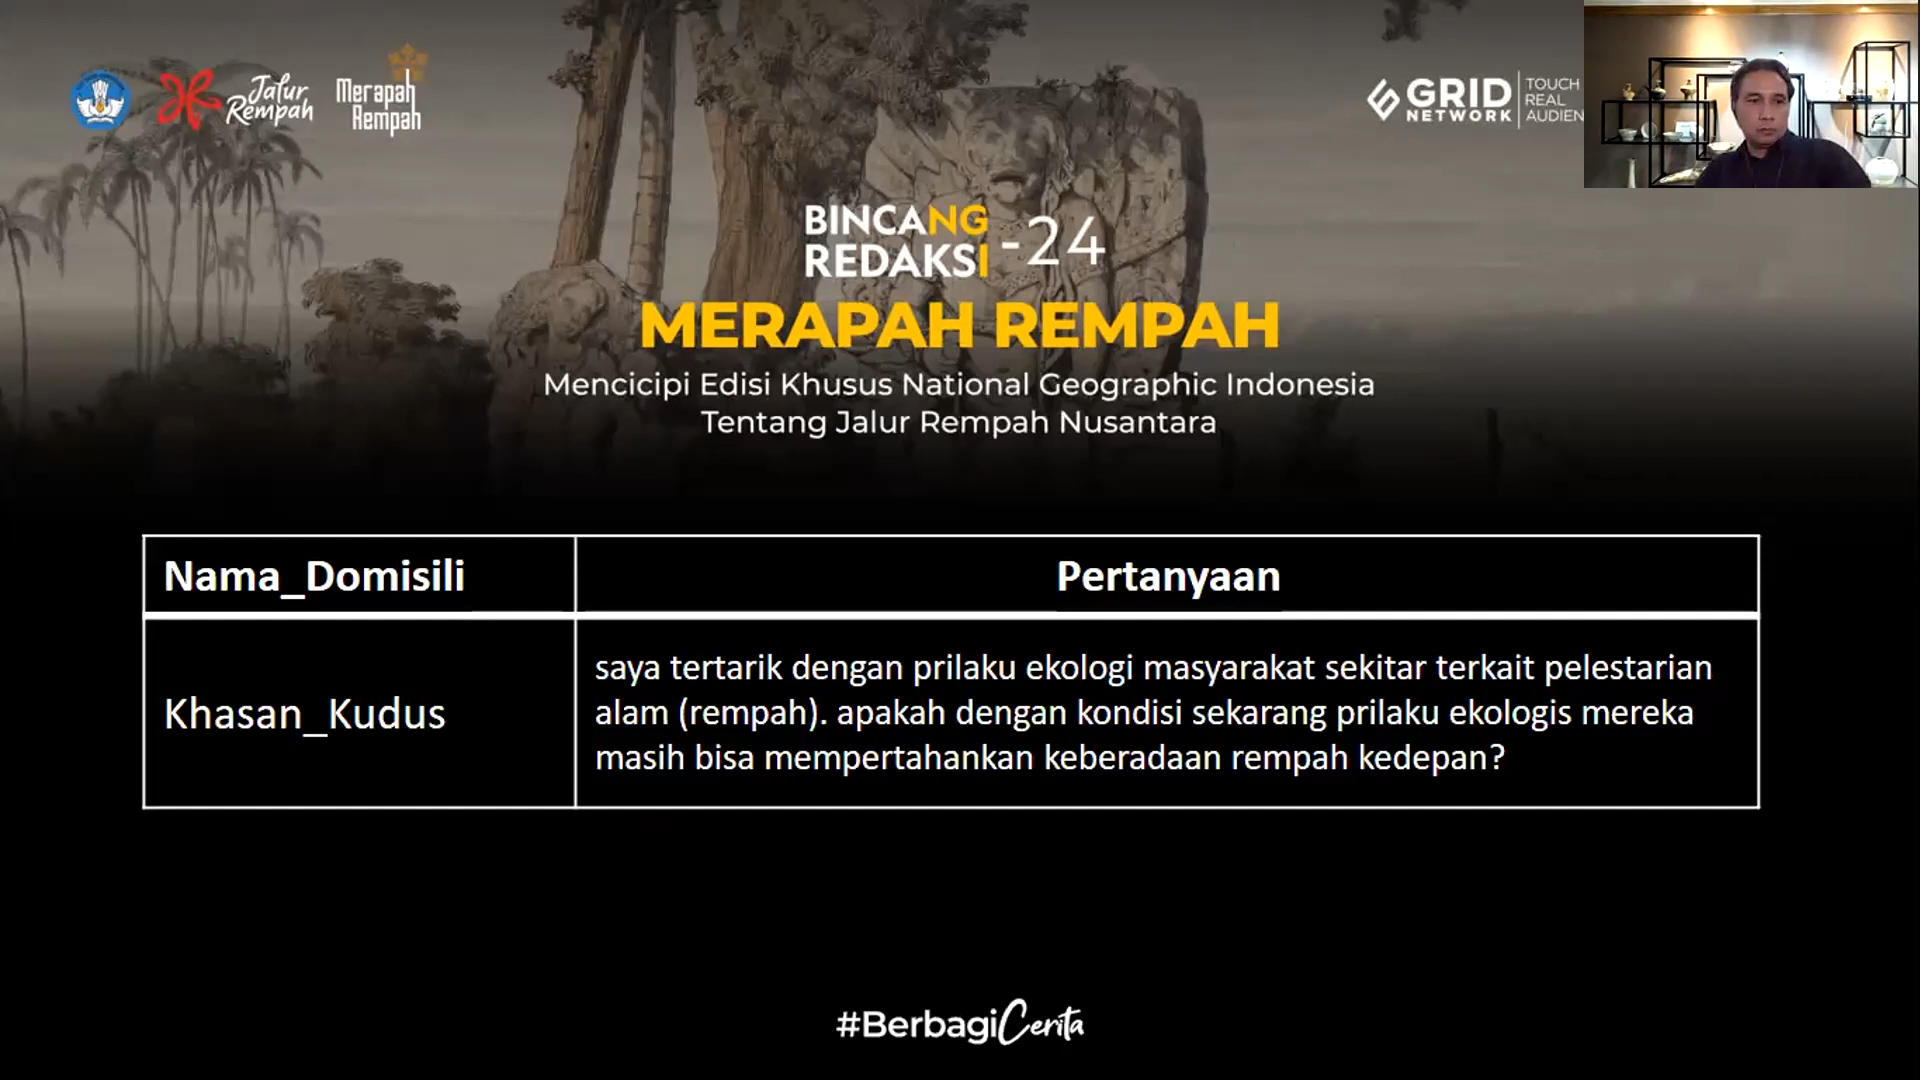 Jalur
Rempah
Merapah
Rempah
GRID
NETWORK
TOUCH
REAL
AUDIEN
BINCANG
REDAKSI
-24
MERAPAH REMPAH
Mencicipi Edisi Khusus National Geographic Indonesia
Tentang Jalur Rempah Nusantara
Nama_Domisili
Pertanyaan
Khasan_Kudus
saya tertarik dengan prilaku ekologi masyarakat sekitar terkait pelestarian
alam (rempah). apakah dengan kondisi sekarang prilaku ekologis mereka
masih bisa mempertahankan keberadaan rempah kedepan?
#BerbagiCerita